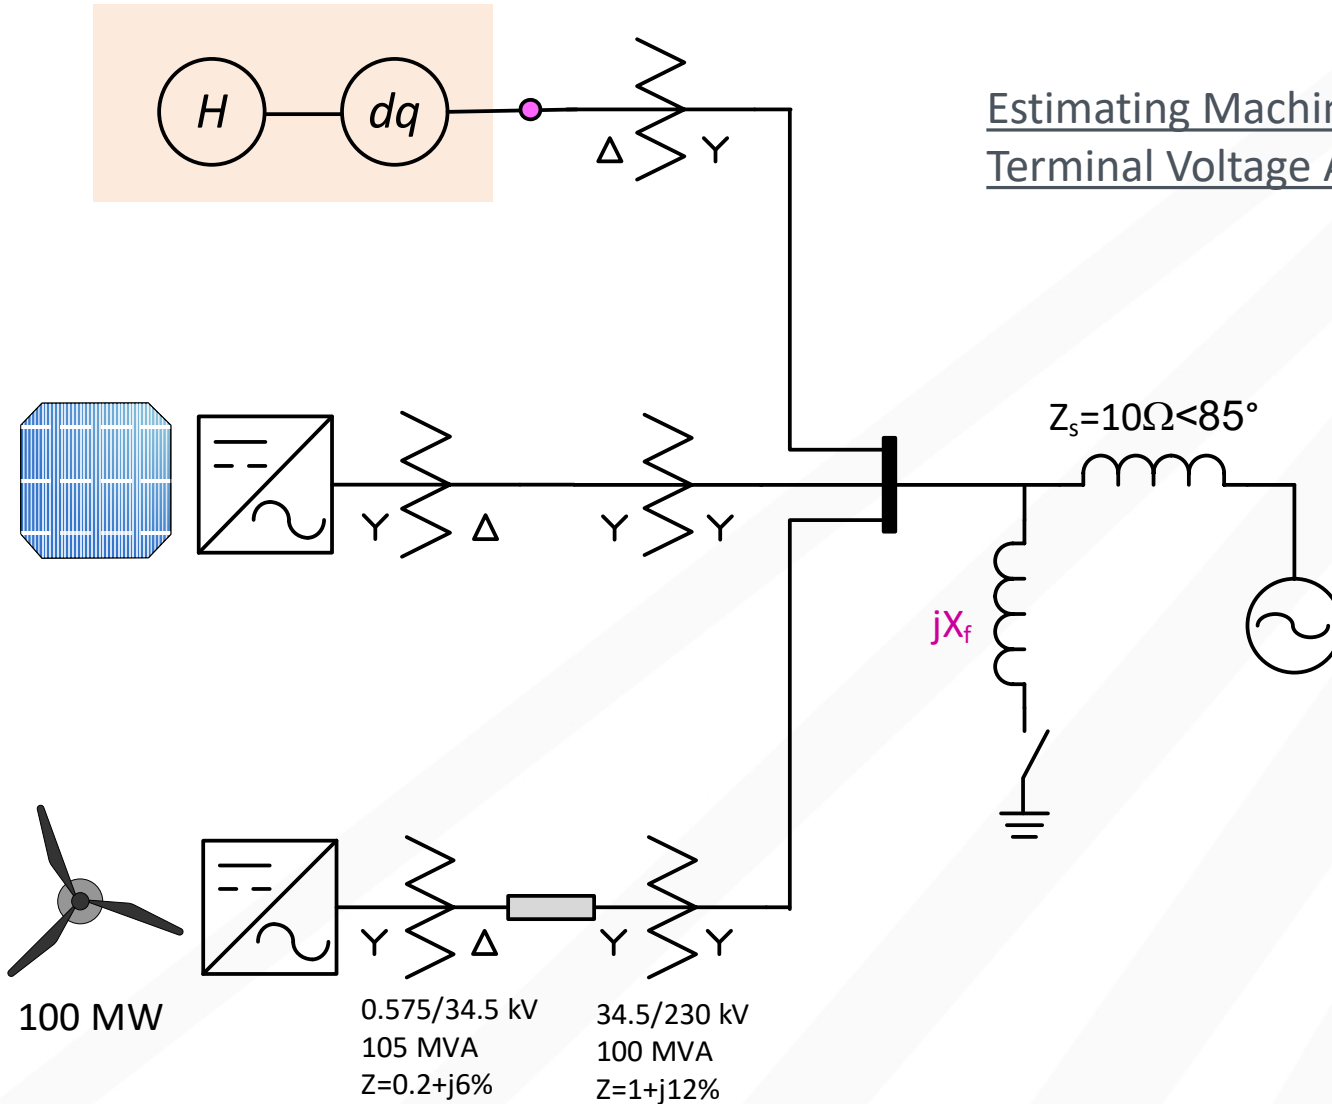 H
dq
Δ
Y
Estimating
Terminal Voltage
Zs=10Ω<85°
Y
Δ
Y
Y
jXf
Y
Δ
Y
Y
100 MW
0.575/34.5 kV
105 MVA
Z=0.2+j6%
34.5/230 kV
100 MVA
Z=1+j12%